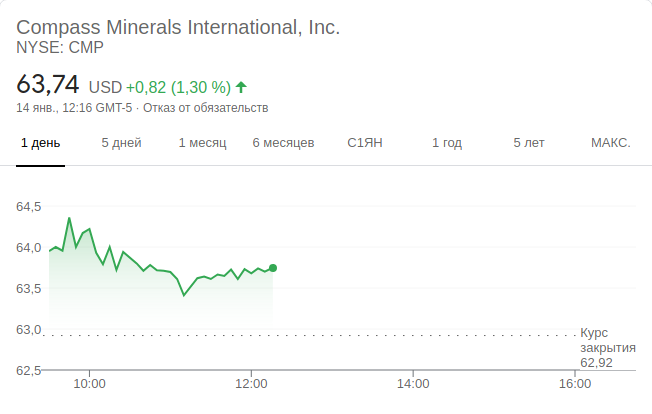 Compass Minerals International, Inc.
NYSE: CMP
63,74 USD +0,82 (1,30 %)
14 янв., 12:16 GMT-5 · Отказ от обязательств
1 день 5 дней 1 месяц 6 месяцев С1ЯН 1 год 5 лет МАКС.
64,5
64,0
63,5
63,0
Курс
закрытия
62,92
62,5
10:00 12:00 14:00 16:00